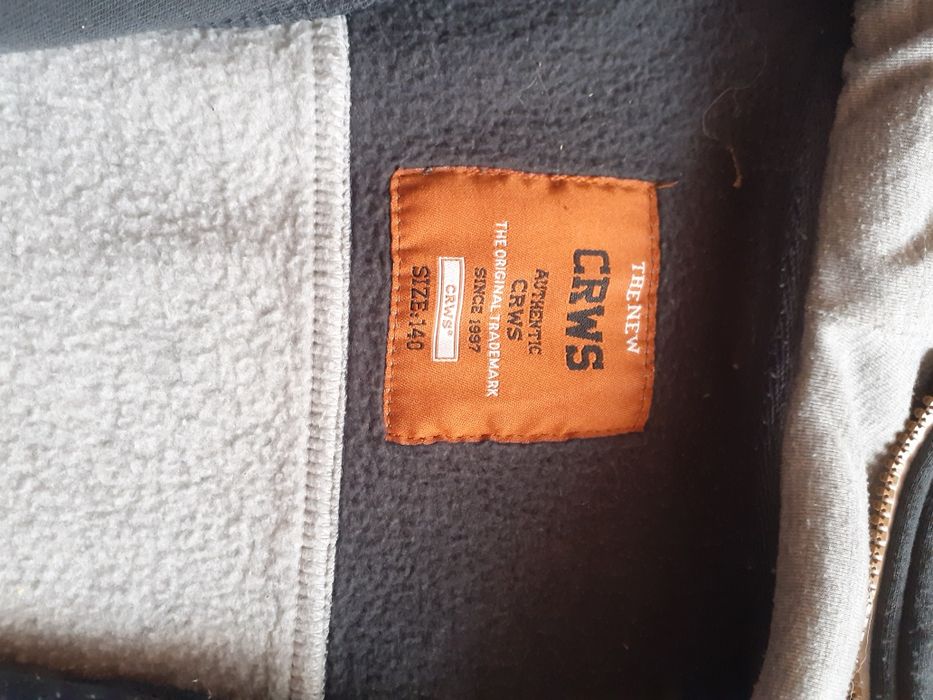 THE NEW
CRWS
AUTHENTIC
CRWS
THE ORIGINAL TRADEMARK
SINCE 1997
CRWS®
SIZE: 140